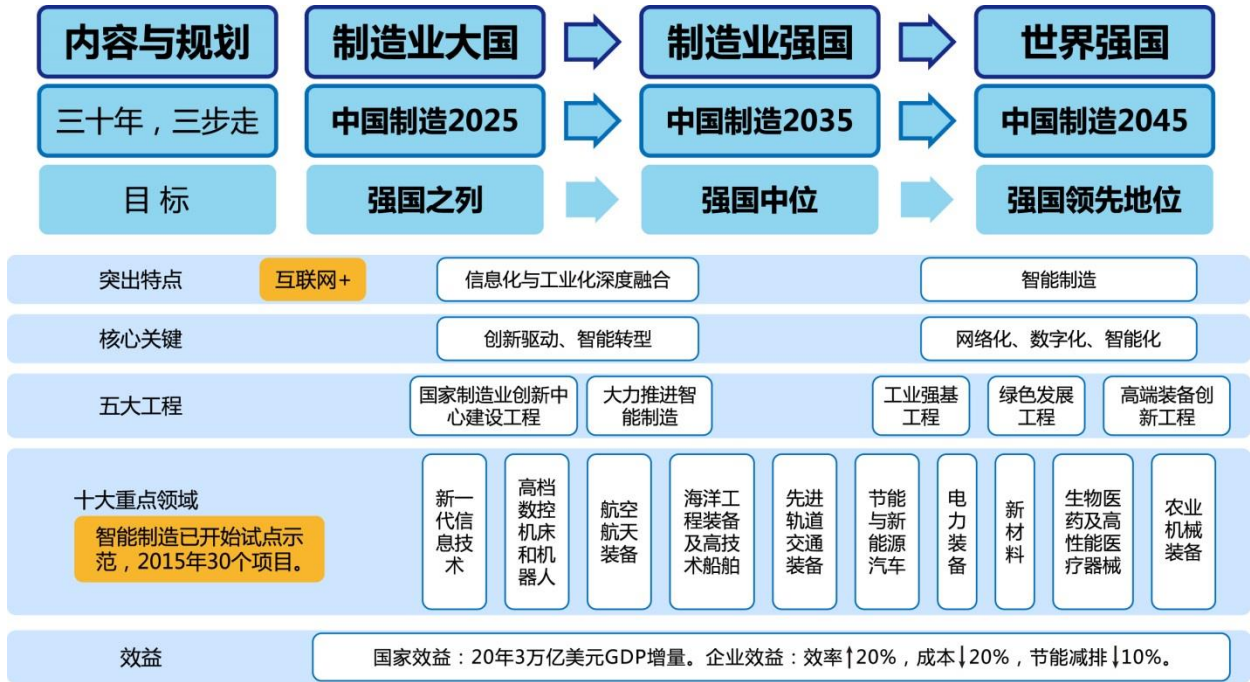 内容与规划
制造业大国
制造业强国
世界强国
三十年，三步走
中国制造2025
中国制造2035
中国制造2045
目 标
强国之列
强国中位
强国领先地位
突出特点
互联网+
信息化与工业化深度融合
智能制造
核心关键
创新驱动、智能转型
网络化、数字化、智能化
五大工程
国家制造业创新中
心建设工程
大力推进智
能制造
工业强基
工程
绿色发展
工程
高端装备创
新工程
十大重点领域
智能制造已开始试点示
范，2015年30个项目。
新一
代信
息技
术
高档
数控
机床
和机
器人
航空
航天
装备
海洋工
程装备
及高技
术船舶
先进
轨道
交通
装备
节能
与新
能源
汽车
电
力
装
备
新
材
料
生物医
药及高
性能医
疗器械
农业
机械
装备
效益
国家效益：20年3万亿美元GDP增量。企业效益：效率↑20%，成本↓20%，节能减排↓10%。